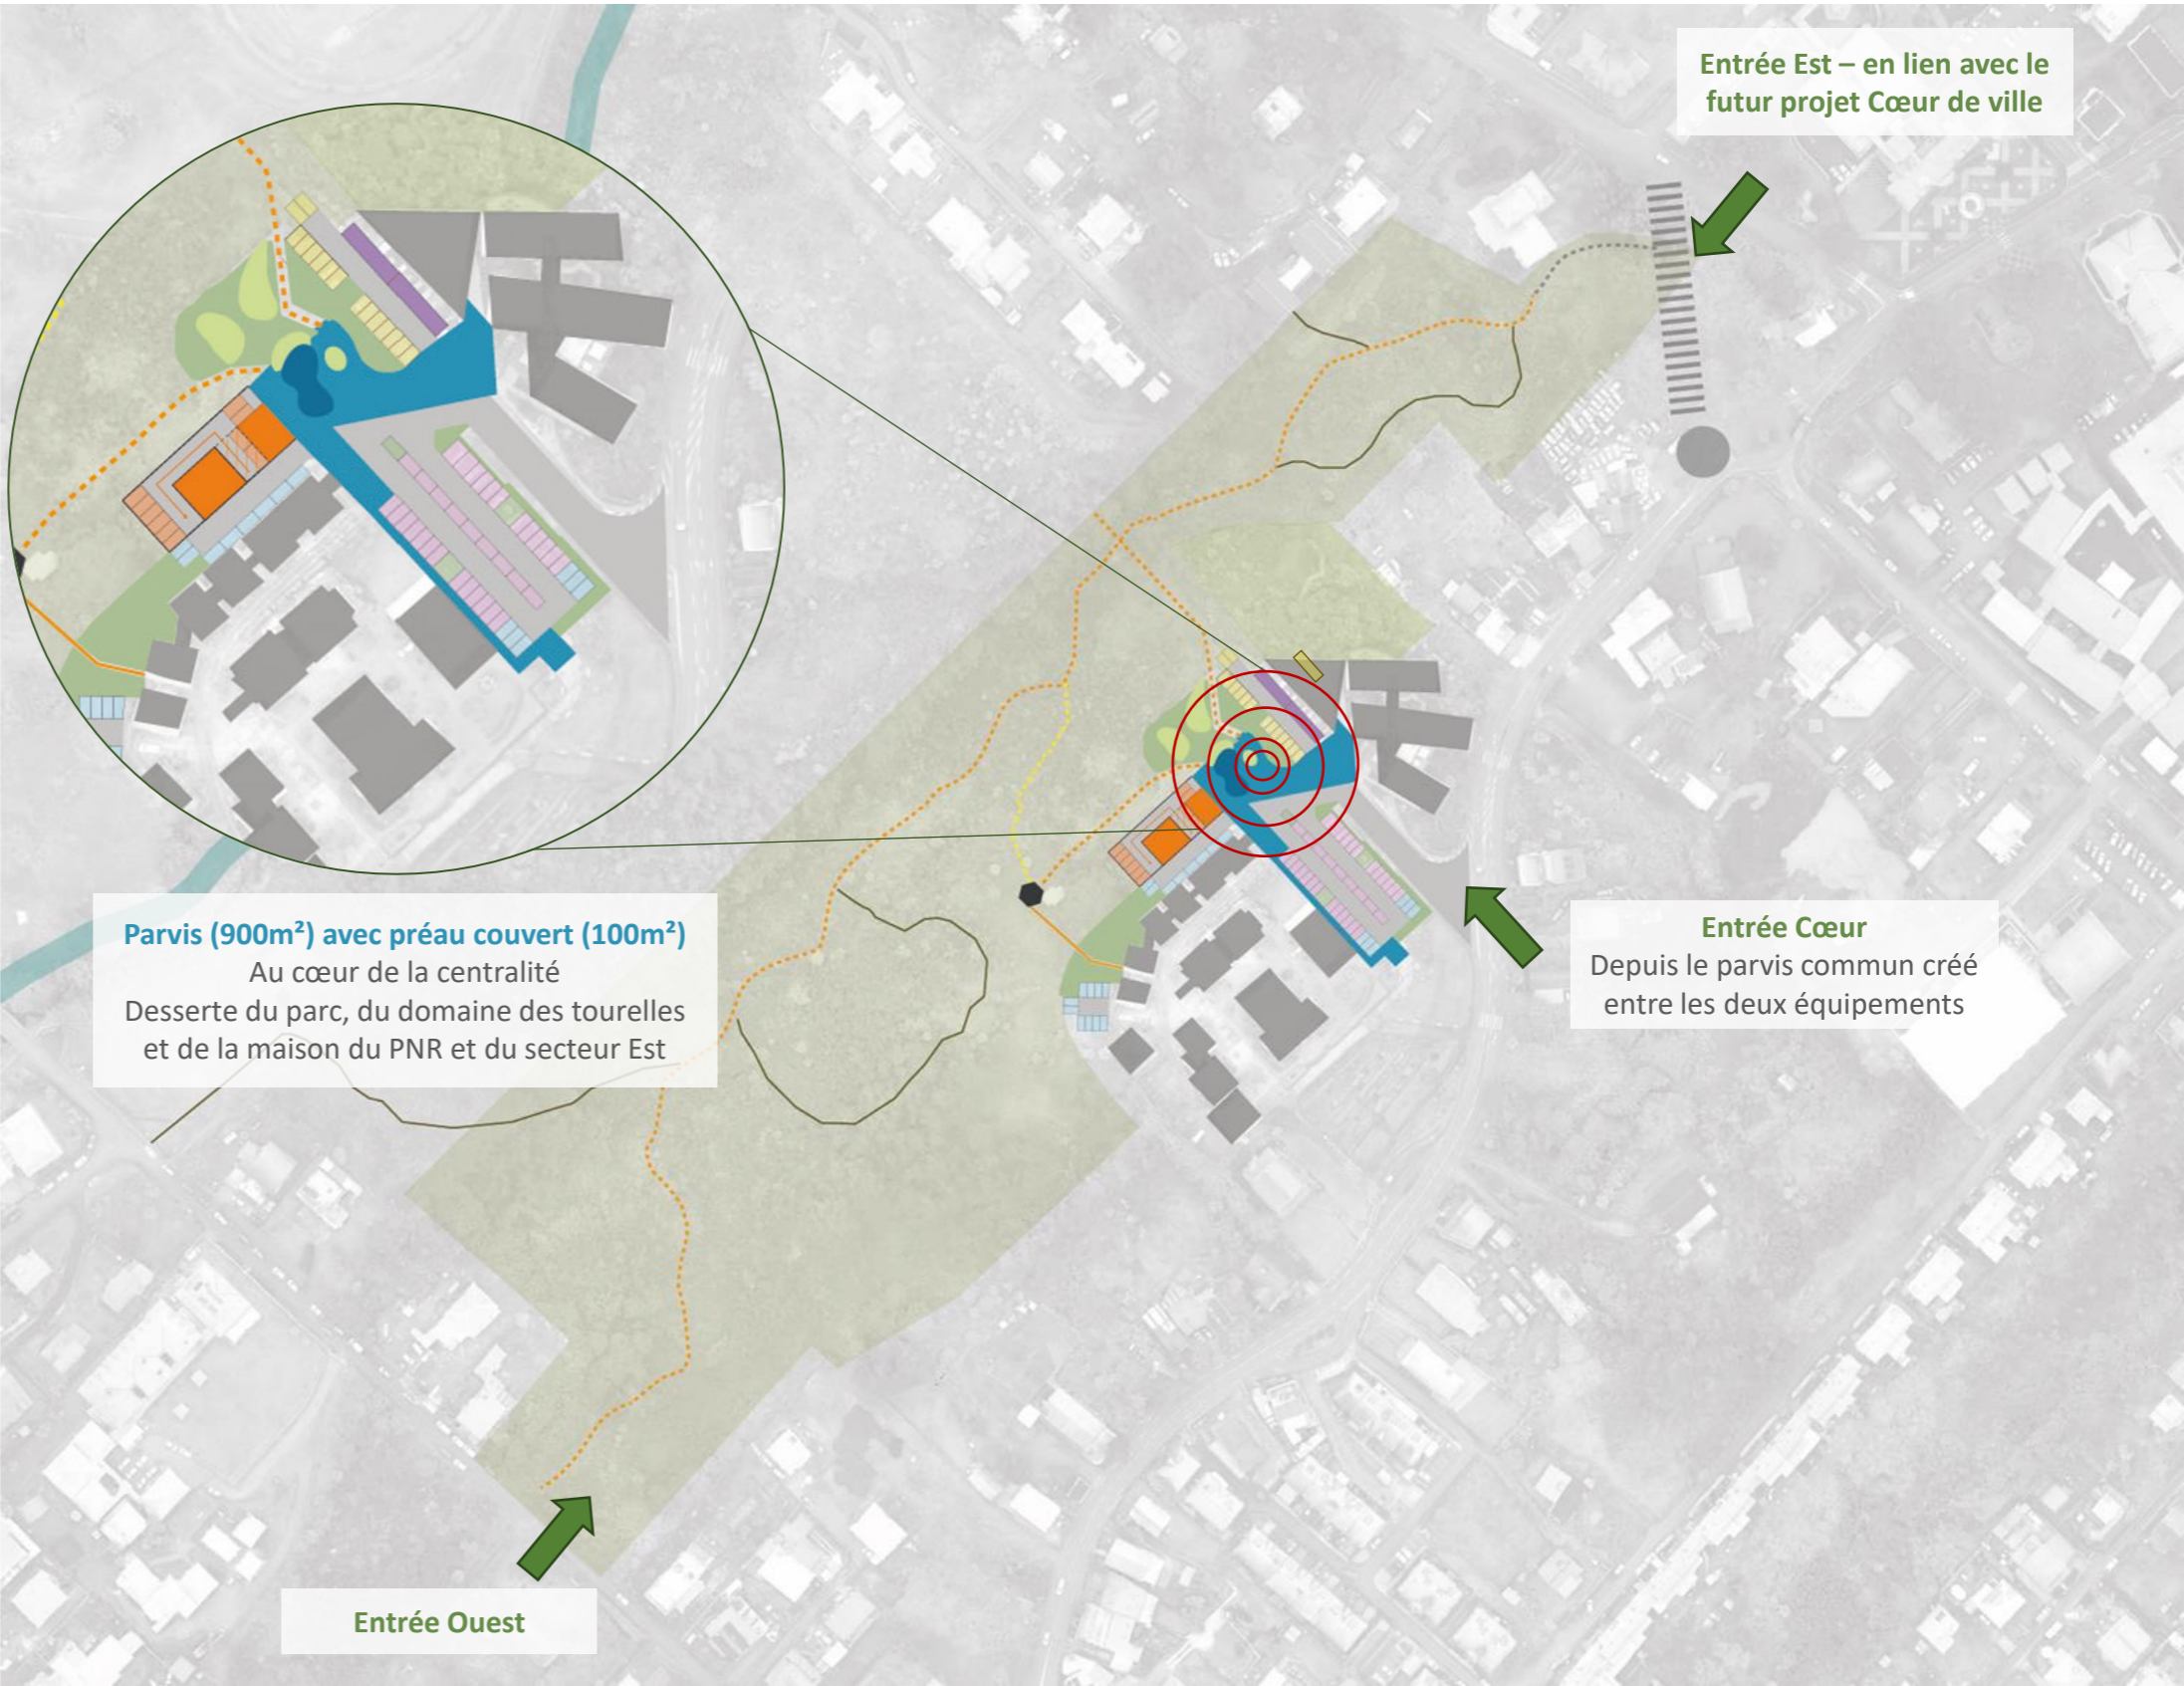 Entrée Est – en lien avec le
futur projet Cœur de ville
Parvis (900m²) avec préau couvert (100m²)
Au cœur de la centralité
Desserte du parc, du domaine des tourelles
et de la maison du PNR et du secteur Est
Entrée Cœur
Depuis le parvis commun créé
entre les deux équipements
Entrée Ouest